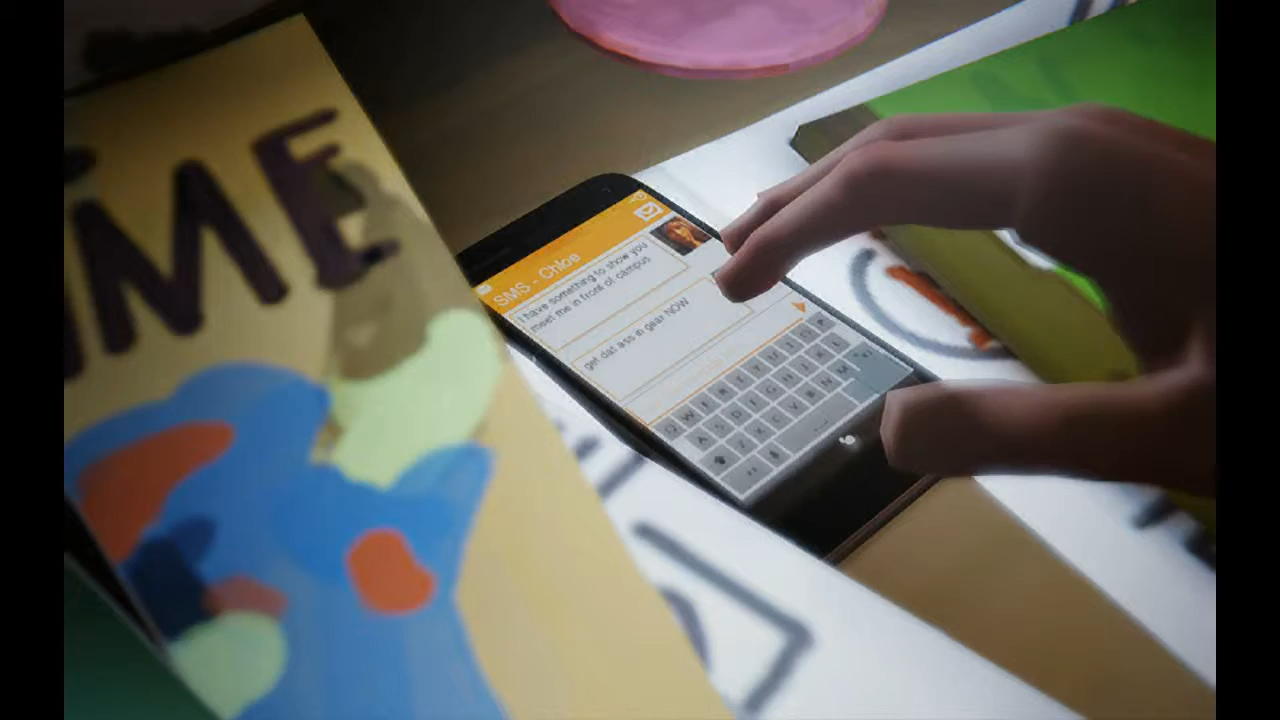 IME
SMS - Chloe
I have something to show you
meet me in front of campus
get dat ass in gear NOW
Q W E R T Y U I O P
A S D F G H J K L
Z X C V B N M